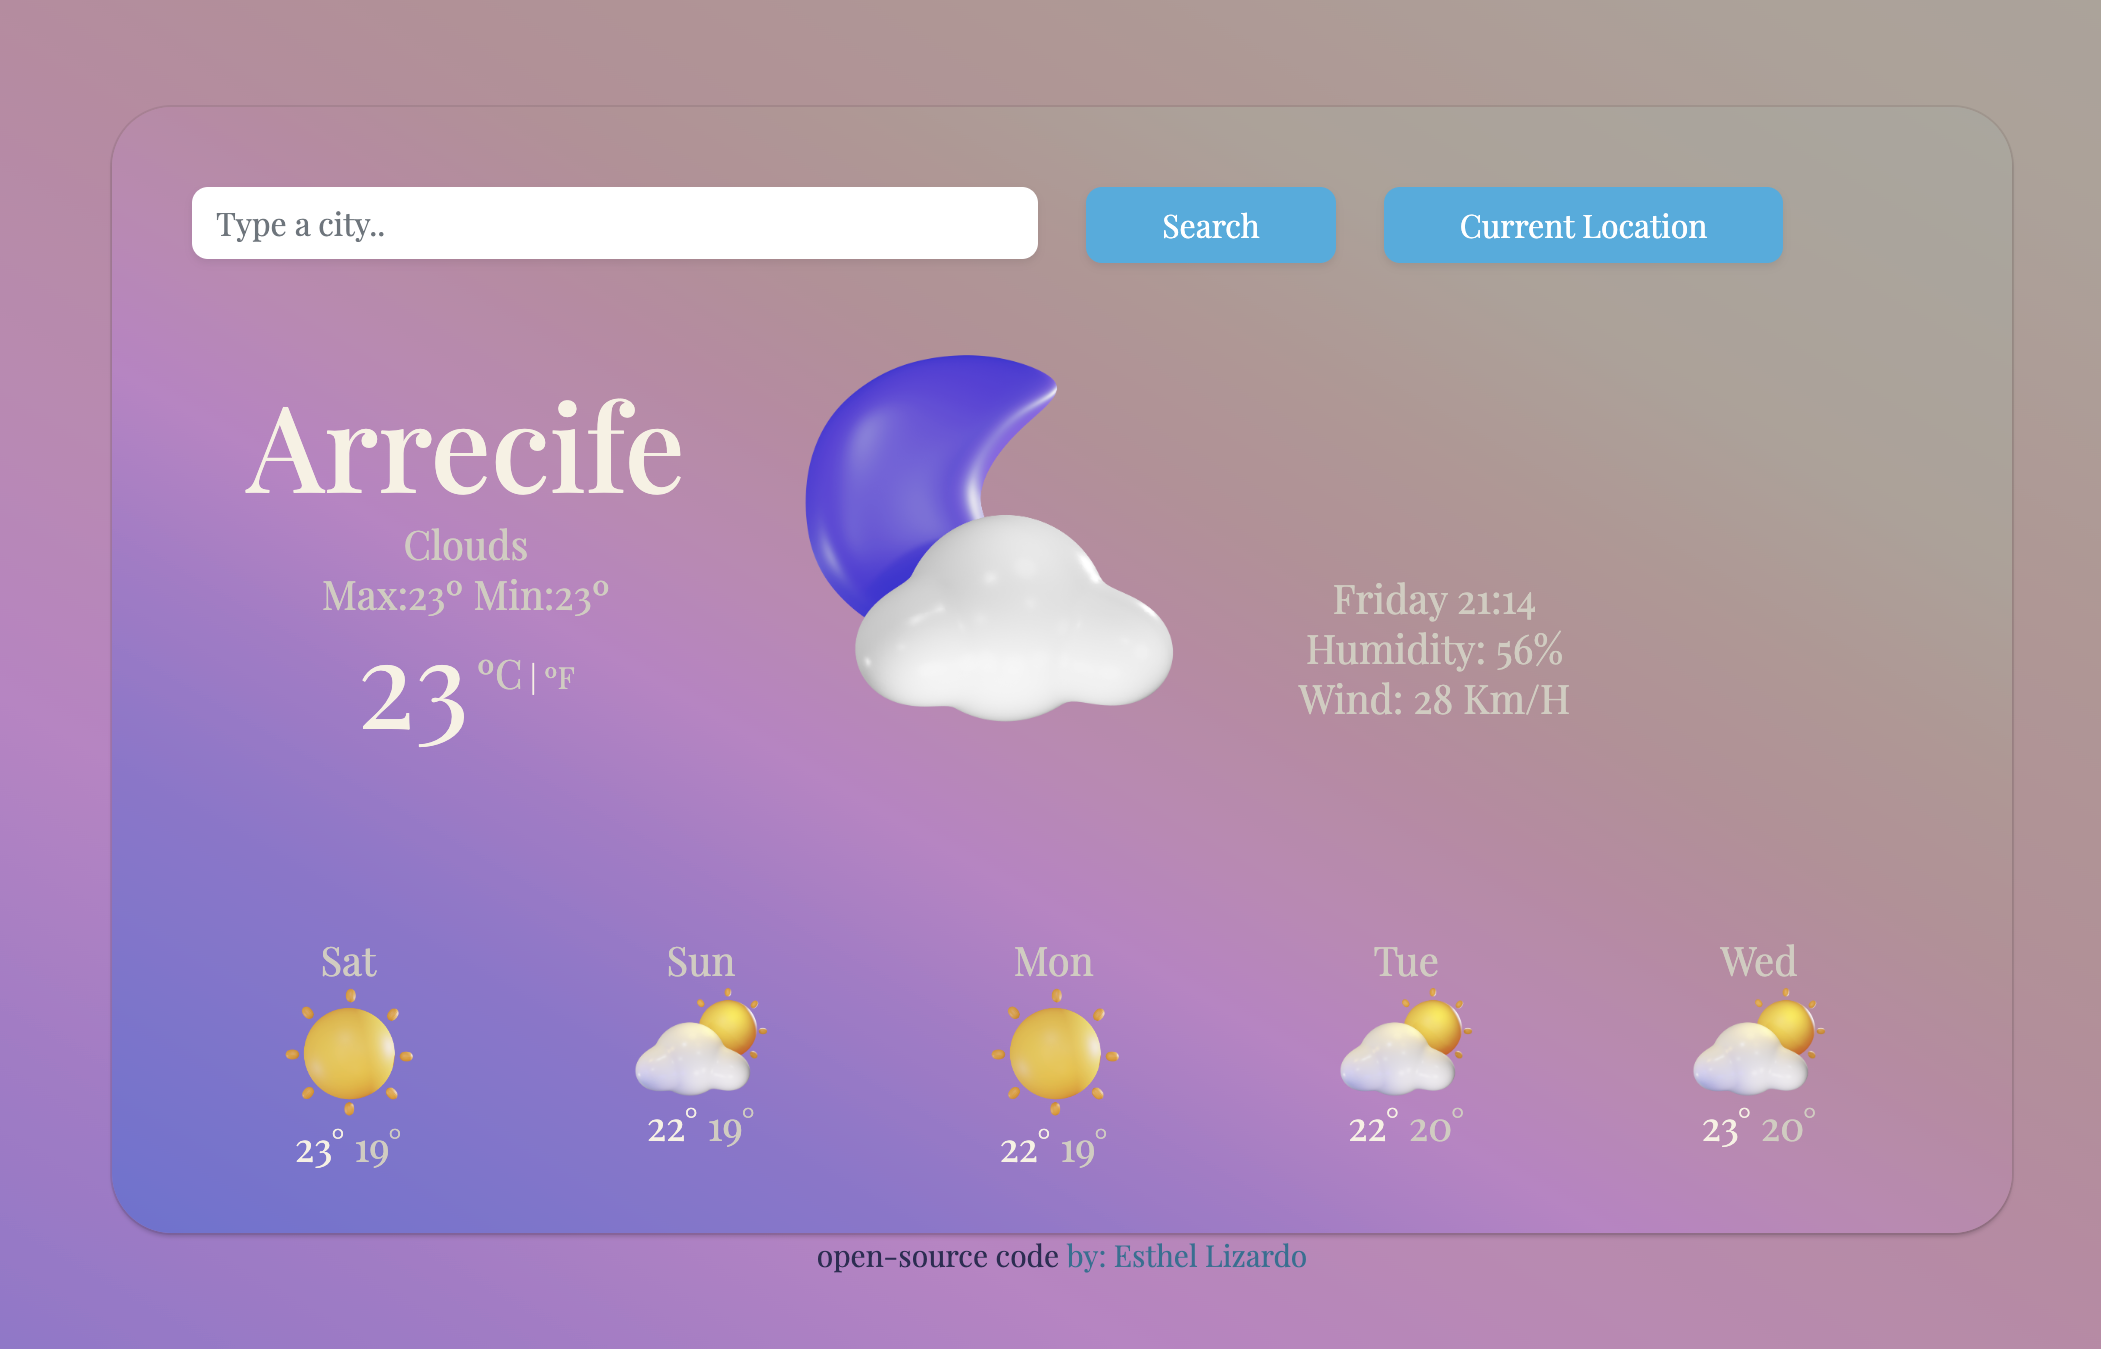 Type a city..
Search
Current Location
Arrecife
Clouds
Max:23º Min:23º
23 ºC | ºF
Friday 21:14
Humidity: 56%
Wind: 28 Km/H
Sat
23° 19°
Sun
22° 19°
Mon
22° 19°
Tue
22° 20°
Wed
23° 20°
open-source code by: Esthel Lizardo